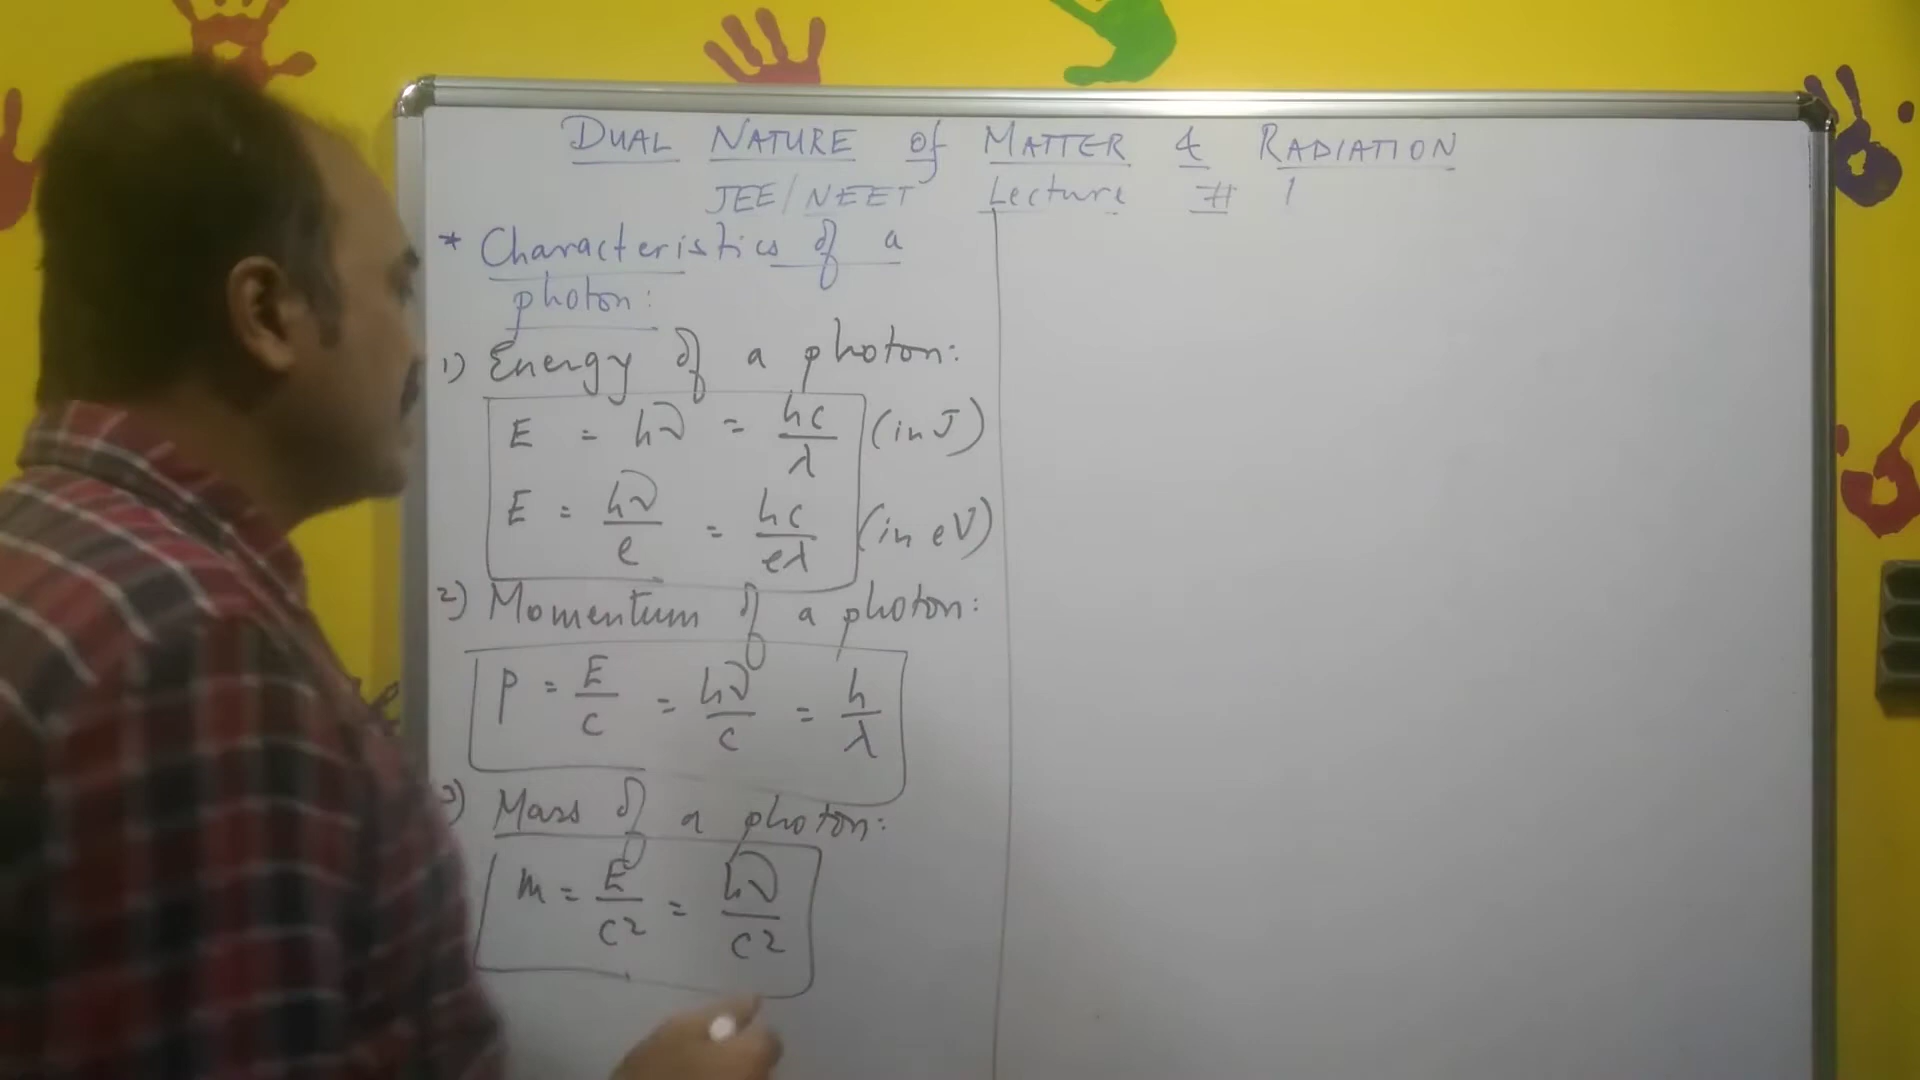 DUAL NATURE of MATTER & RADIATION
JEE/NEET Lecture # 1
* Characteristics of a
photon:
1) Energy of a photon:
E = hν = hc/λ (in J)
E = hν/e = hc/eλ (in eV)
2) Momentum of a photon:
p = E/c = hν/c = h/λ
3) Mass of a photon:
m = E/c2 = hν/c2